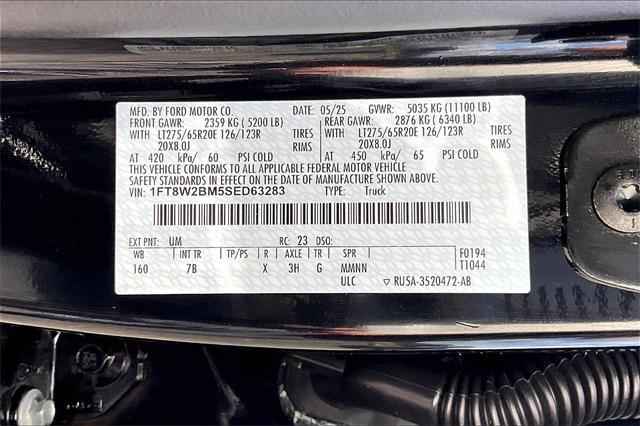 MFD. BY FORD MOTOR CO. DATE: 05/25 GVWR: 5035 KG (11100 LB)
FRONT GAWR: 2359 KG ( 5200 LB) REAR GAWR: 2876 KG ( 6340 LB)
WITH LT275/65R20E 126/123R TIRES WITH LT275/65R20E 126/123R TIRES
20X8.0J RIMS 20X8.0J RIMS
AT 420 kPa/ 60 PSI COLD AT 450 kPa/ 65 PSI COLD
THIS VEHICLE CONFORMS TO ALL APPLICABLE FEDERAL MOTOR VEHICLE
SAFETY STANDARDS IN EFFECT ON THE DATE OF MANUFACTURE SHOWN ABOVE.
VIN: 1FT8W2BM5SED63283 TYPE: Truck
EXT PNT: UM RC: 23 DSO:
WB INT TR TP/PS R AXLE TR SPR F0194
160 7B X 3H G MMNN T1044
ULC ▽ RU5A-3520472-AB